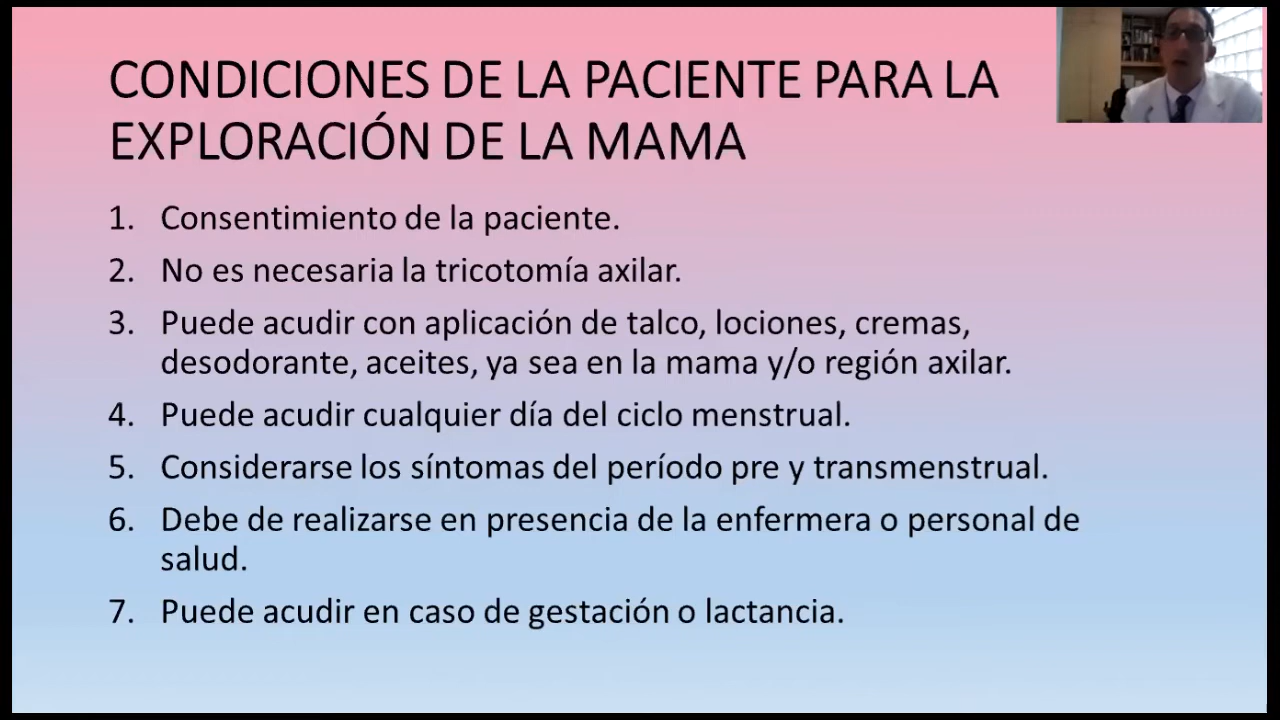 CONDICIONES DE LA PACIENTE PARA LA
EXPLORACIÓN DE LA MAMA
1. Consentimiento de la paciente.
2. No es necesaria la tricotomía axilar.
3. Puede acudir con aplicación de talco, lociones, cremas,
desodorante, aceites, ya sea en la mama y/o región axilar.
4. Puede acudir cualquier día del ciclo menstrual.
5. Considerarse los síntomas del período pre y transmenstrual.
6. Debe de realizarse en presencia de la enfermera o personal de
salud.
7. Puede acudir en caso de gestación o lactancia.